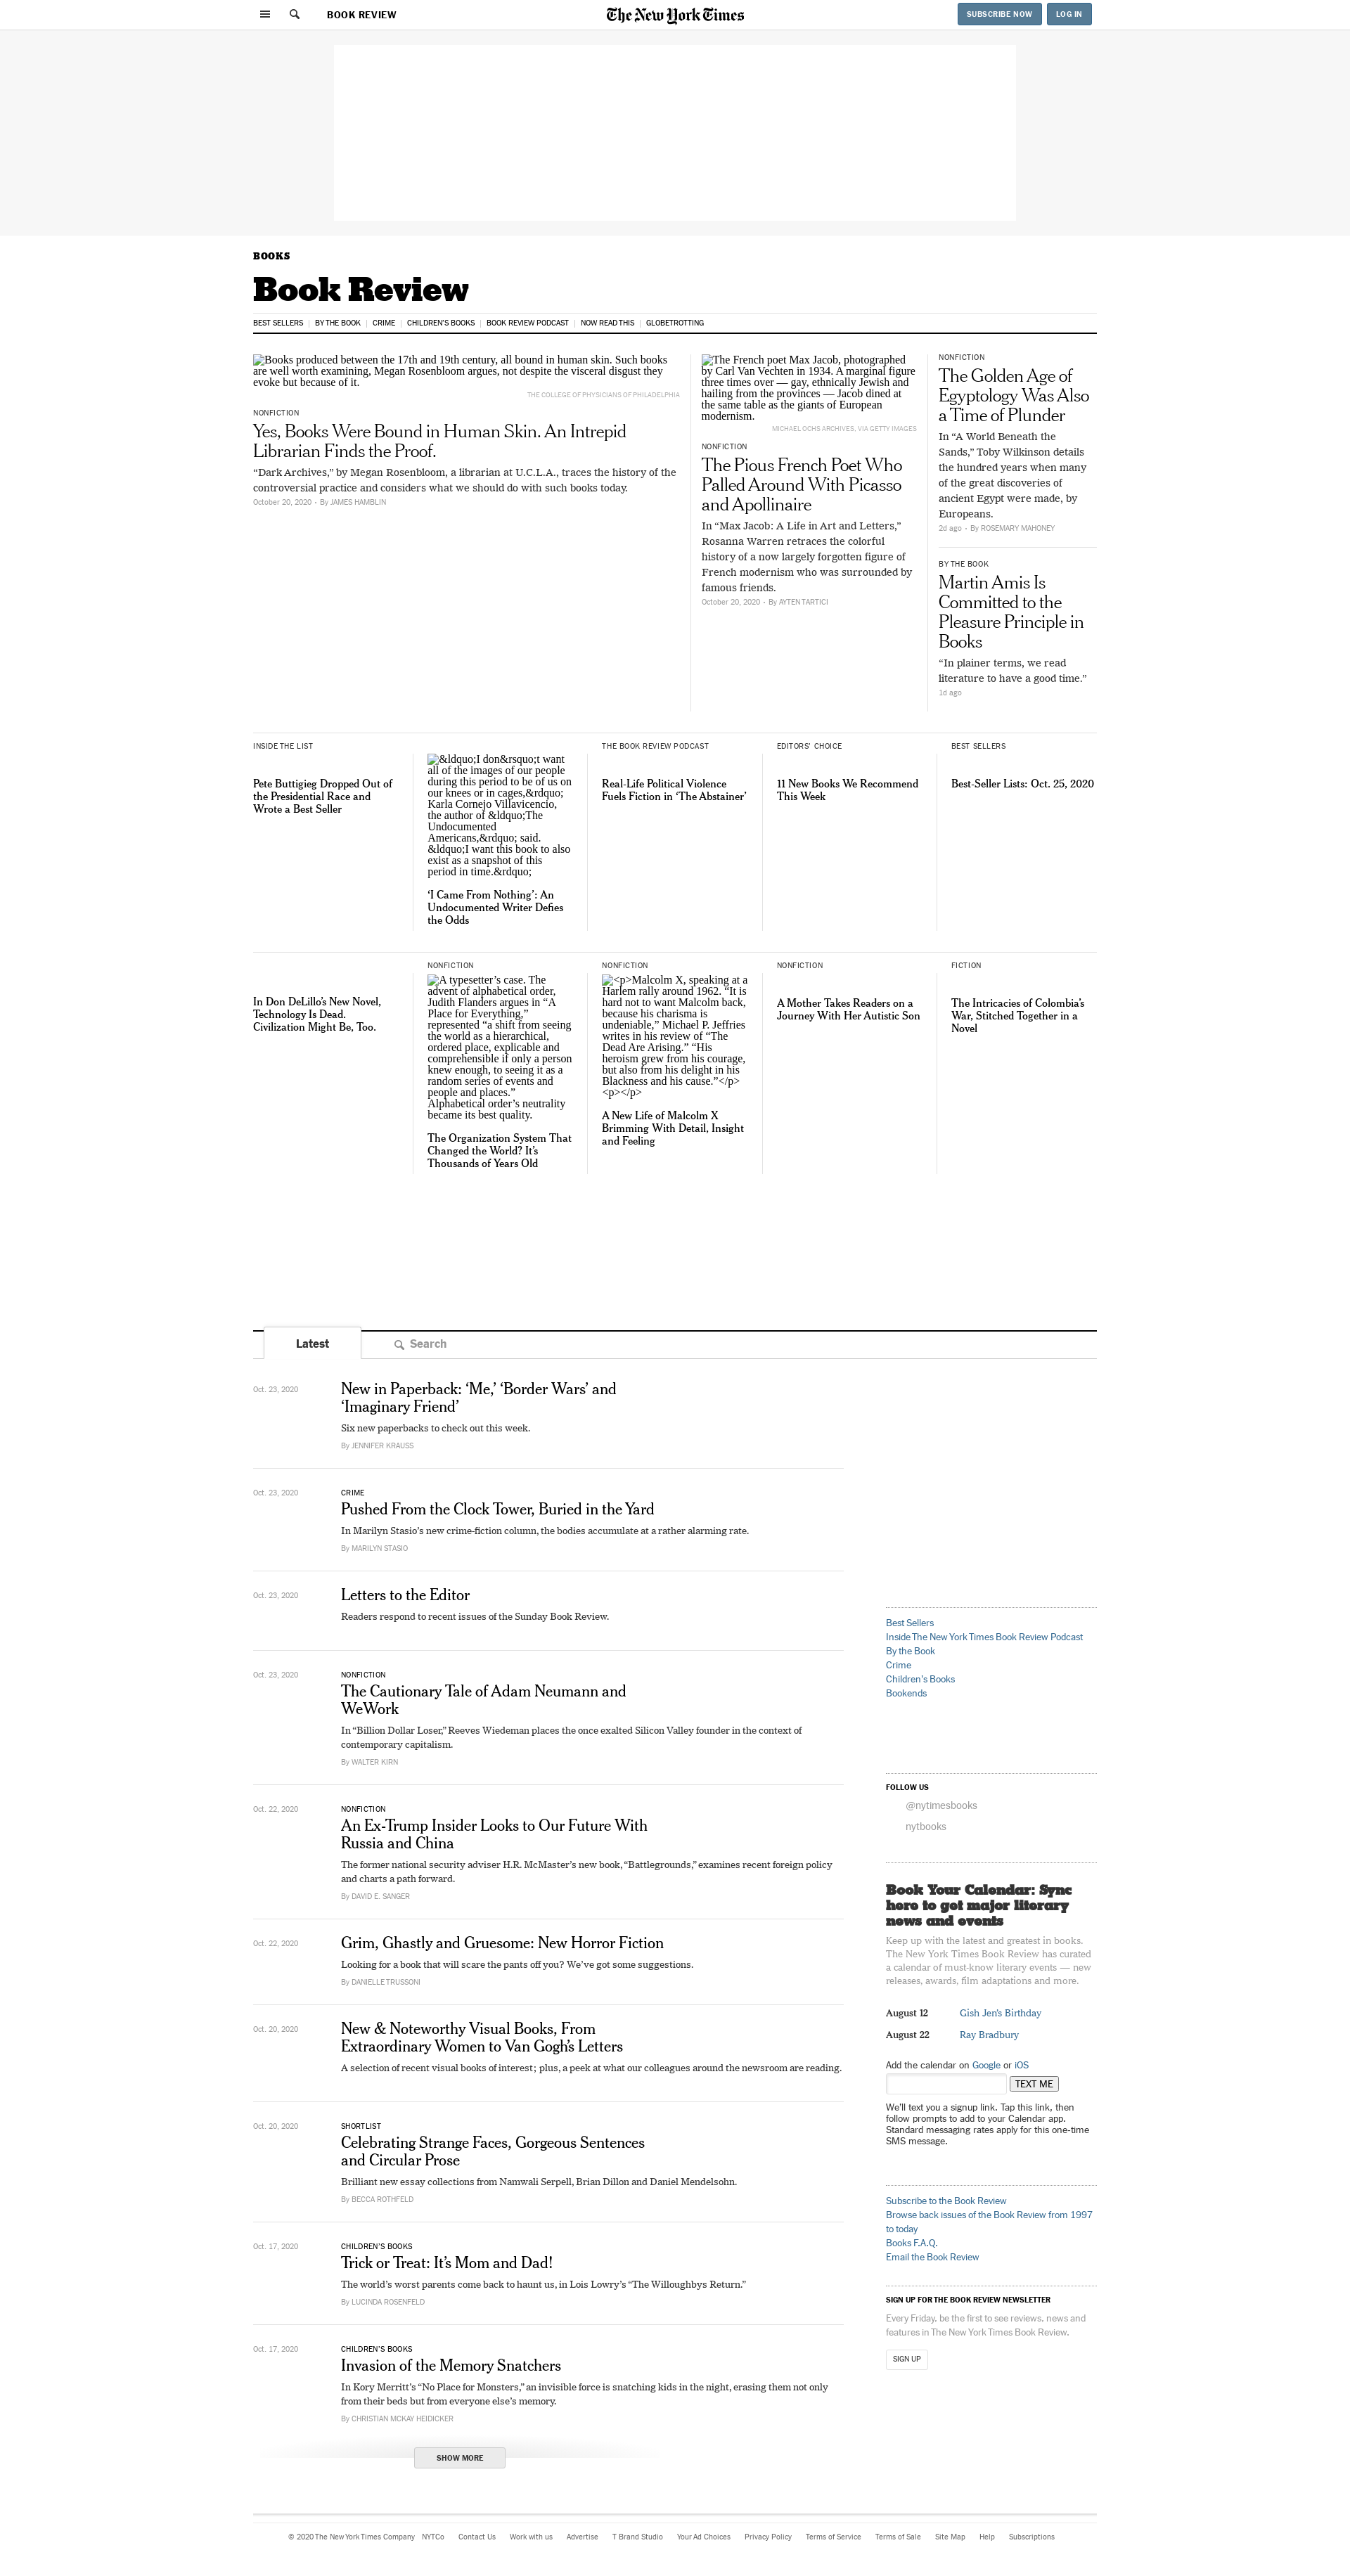 BOOK REVIEW
The New York Times
SUBSCRIBE NOW
LOG IN
BOOKS
Book Review
BEST SELLERS | BY THE BOOK | CRIME | CHILDREN'S BOOKS | BOOK REVIEW PODCAST | NOW READ THIS | GLOBETROTTING
Books produced between the 17th and 19th century, all bound in human skin. Such books
are well worth examining, Megan Rosenbloom argues, not despite the visceral disgust they
evoke but because of it.
THE COLLEGE OF PHYSICIANS OF PHILADELPHIA
NONFICTION
Yes, Books Were Bound in Human Skin. An Intrepid
Librarian Finds the Proof.
“Dark Archives,” by Megan Rosenbloom, a librarian at U.C.L.A., traces the history of the
controversial practice and considers what we should do with such books today.
October 20, 2020 - By JAMES HAMBLIN
The French poet Max Jacob, photographed
by Carl Van Vechten in 1934. A marginal figure
three times over — gay, ethnically Jewish and
hailing from the provinces — Jacob dined at
the same table as the giants of European
modernism.
MICHAEL OCHS ARCHIVES, VIA GETTY IMAGES
NONFICTION
The Pious French Poet Who
Palled Around With Picasso
and Apollinaire
In “Max Jacob: A Life in Art and Letters,”
Rosanna Warren retraces the colorful
history of a now largely forgotten figure of
French modernism who was surrounded by
famous friends.
October 20, 2020 - By AYTEN TARTICI
NONFICTION
The Golden Age of
Egyptology Was Also
a Time of Plunder
In “A World Beneath the
Sands,” Toby Wilkinson details
the hundred years when many
of the great discoveries of
ancient Egypt were made, by
Europeans.
2d ago - By ROSEMARY MAHONEY
BY THE BOOK
Martin Amis Is
Committed to the
Pleasure Principle in
Books
“In plainer terms, we read
literature to have a good time.”
1d ago
INSIDE THE LIST
Pete Buttigieg Dropped Out of
the Presidential Race and
Wrote a Best Seller
&ldquo;I don&rsquo;t want
all of the images of our people
during this period to be of us on
our knees or in cages,&rdquo;
Karla Cornejo Villavicencio,
the author of &ldquo;The
Undocumented
Americans,&rdquo; said.
&ldquo;I want this book to also
exist as a snapshot of this
period in time.&rdquo;
‘I Came From Nothing’: An
Undocumented Writer Defies
the Odds
THE BOOK REVIEW PODCAST
Real-Life Political Violence
Fuels Fiction in ‘The Abstainer’
EDITORS’ CHOICE
11 New Books We Recommend
This Week
BEST SELLERS
Best-Seller Lists: Oct. 25, 2020
In Don DeLillo’s New Novel,
Technology Is Dead.
Civilization Might Be, Too.
NONFICTION
A typesetter’s case. The
advent of alphabetical order,
Judith Flanders argues in “A
Place for Everything,”
represented “a shift from seeing
the world as a hierarchical,
ordered place, explicable and
comprehensible if only a person
knew enough, to seeing it as a
random series of events and
people and places.”
Alphabetical order’s neutrality
became its best quality.
The Organization System That
Changed the World? It’s
Thousands of Years Old
NONFICTION
<p>Malcolm X, speaking at a
Harlem rally around 1962. “It is
hard not to want Malcolm back,
because his charisma is
undeniable,” Michael P. Jeffries
writes in his review of “The
Dead Are Arising.” “His
heroism grew from his courage,
but also from his delight in his
Blackness and his cause.”</p>
<p></p>
A New Life of Malcolm X
Brimming With Detail, Insight
and Feeling
NONFICTION
A Mother Takes Readers on a
Journey With Her Autistic Son
FICTION
The Intricacies of Colombia’s
War, Stitched Together in a
Novel
Latest
Search
Oct. 23, 2020
New in Paperback: ‘Me,’ ‘Border Wars’ and
‘Imaginary Friend’
Six new paperbacks to check out this week.
By JENNIFER KRAUSS
Oct. 23, 2020
CRIME
Pushed From the Clock Tower, Buried in the Yard
In Marilyn Stasio’s new crime-fiction column, the bodies accumulate at a rather alarming rate.
By MARILYN STASIO
Oct. 23, 2020
Letters to the Editor
Readers respond to recent issues of the Sunday Book Review.
Oct. 23, 2020
NONFICTION
The Cautionary Tale of Adam Neumann and
WeWork
In “Billion Dollar Loser,” Reeves Wiedeman places the once exalted Silicon Valley founder in the context of
contemporary capitalism.
By WALTER KIRN
Oct. 22, 2020
NONFICTION
An Ex-Trump Insider Looks to Our Future With
Russia and China
The former national security adviser H.R. McMaster’s new book, “Battlegrounds,” examines recent foreign policy
and charts a path forward.
By DAVID E. SANGER
Oct. 22, 2020
Grim, Ghastly and Gruesome: New Horror Fiction
Looking for a book that will scare the pants off you? We’ve got some suggestions.
By DANIELLE TRUSSONI
Oct. 20, 2020
New & Noteworthy Visual Books, From
Extraordinary Women to Van Gogh’s Letters
A selection of recent visual books of interest; plus, a peek at what our colleagues around the newsroom are reading.
Oct. 20, 2020
SHORTLIST
Celebrating Strange Faces, Gorgeous Sentences
and Circular Prose
Brilliant new essay collections from Namwali Serpell, Brian Dillon and Daniel Mendelsohn.
By BECCA ROTHFELD
Oct. 17, 2020
CHILDREN’S BOOKS
Trick or Treat: It’s Mom and Dad!
The world’s worst parents come back to haunt us, in Lois Lowry’s “The Willoughbys Return.”
By LUCINDA ROSENFELD
Oct. 17, 2020
CHILDREN’S BOOKS
Invasion of the Memory Snatchers
In Kory Merritt’s “No Place for Monsters,” an invisible force is snatching kids in the night, erasing them not only
from their beds but from everyone else’s memory.
By CHRISTIAN MCKAY HEIDICKER
SHOW MORE
Best Sellers
Inside The New York Times Book Review Podcast
By the Book
Crime
Children's Books
Bookends
FOLLOW US
@nytimesbooks
nytbooks
Book Your Calendar: Sync
here to get major literary
news and events
Keep up with the latest and greatest in books.
The New York Times Book Review has curated
a calendar of must-know literary events — new
releases, awards, film adaptations and more.
August 12 Gish Jen's Birthday
August 22 Ray Bradbury
Add the calendar on Google or iOS
TEXT ME
We’ll text you a signup link. Tap this link, then
follow prompts to add to your Calendar app.
Standard messaging rates apply for this one-time
SMS message.
Subscribe to the Book Review
Browse back issues of the Book Review from 1997
to today
Books F.A.Q.
Email the Book Review
SIGN UP FOR THE BOOK REVIEW NEWSLETTER
Every Friday, be the first to see reviews, news and
features in The New York Times Book Review.
SIGN UP
© 2020 The New York Times Company NYTCo Contact Us Work with us Advertise T Brand Studio Your Ad Choices Privacy Policy Terms of Service Terms of Sale Site Map Help Subscriptions